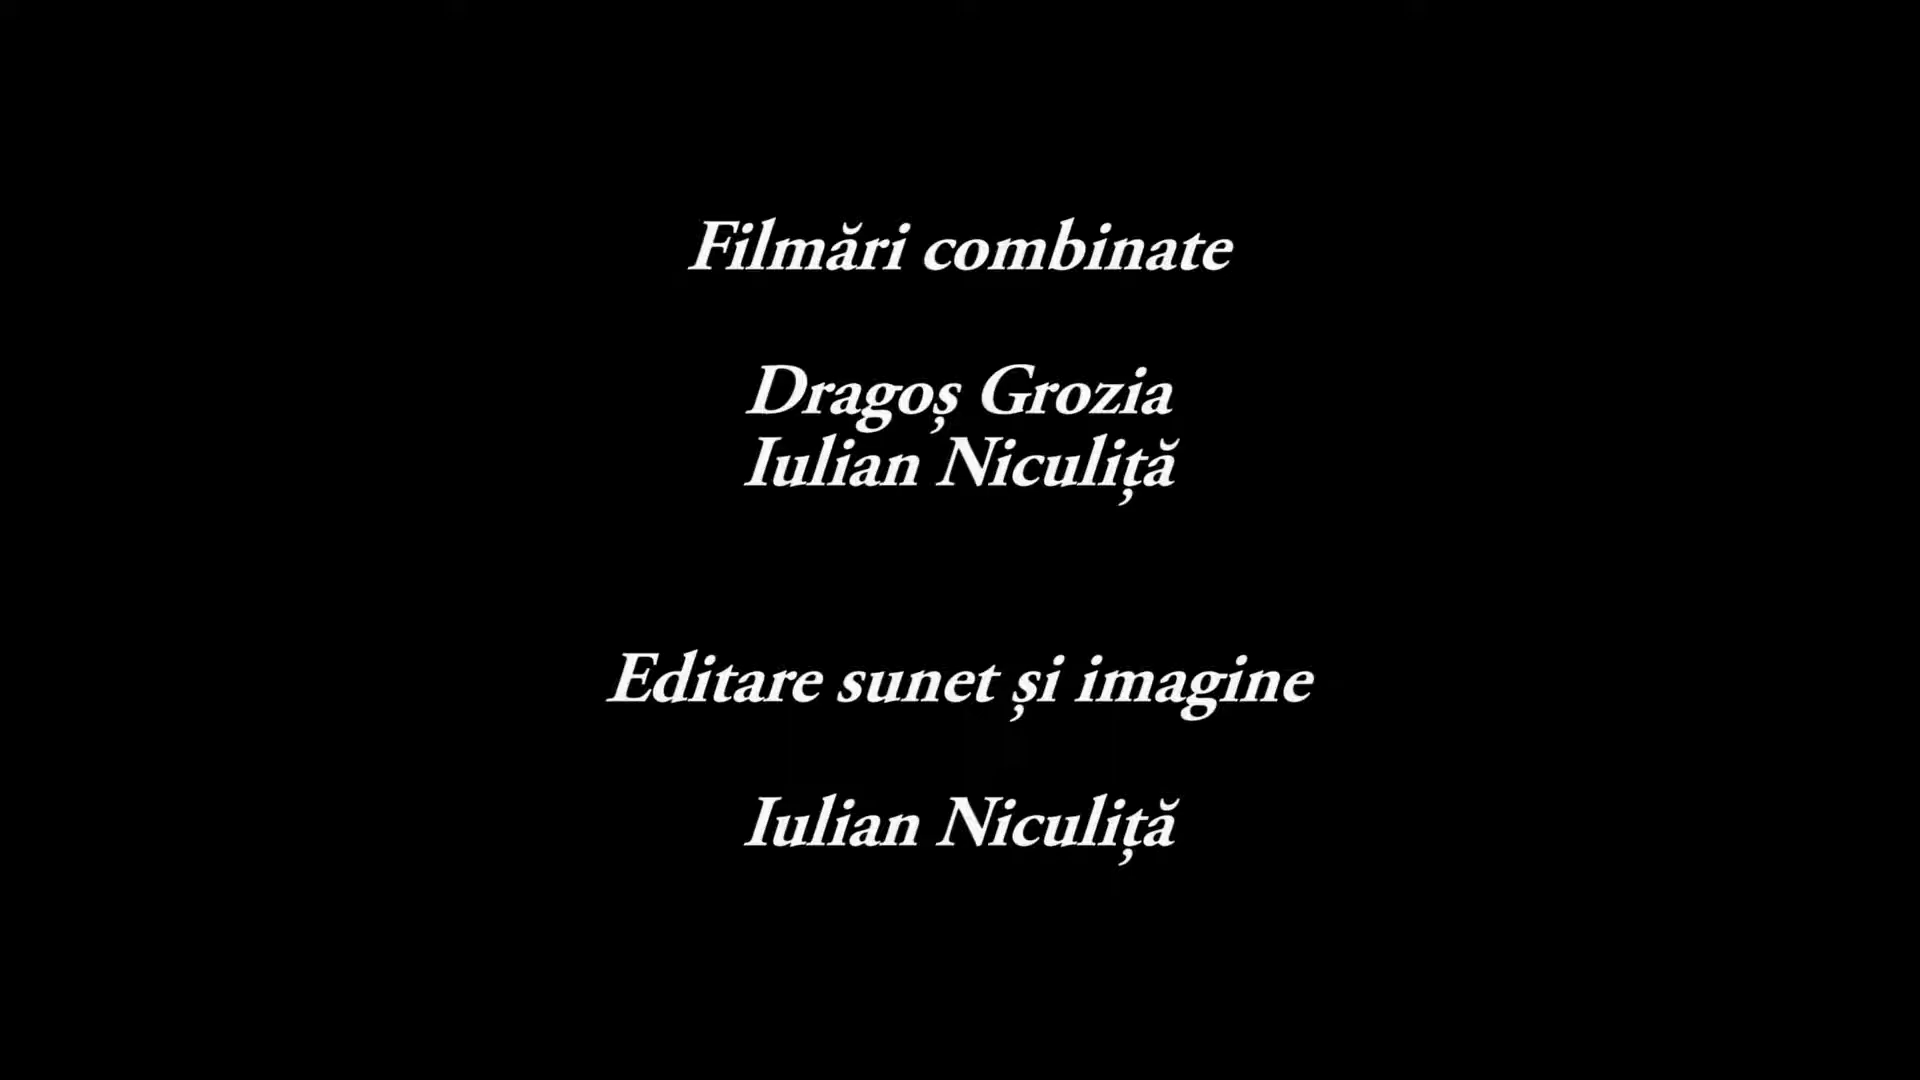 Filmări combinate
Dragoș Grozia
Iulian Niculiță
Editare sunet și imagine
Iulian Niculiță